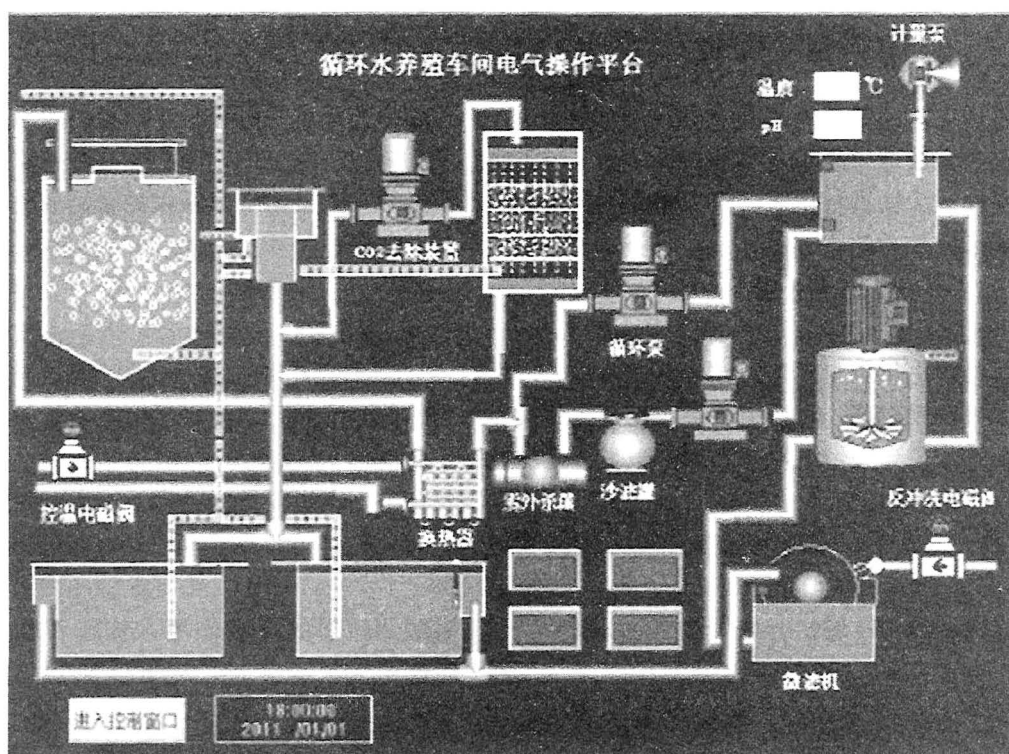 计量泵
循环水养殖车间电气操作平台
温度 ℃
pH
CO2去除装置
循环泵
沙滤罐
紫外杀菌
控温电磁阀
换热器
反冲洗电磁阀
微滤机
进入控制窗口
18:00:00
2011 /01/01